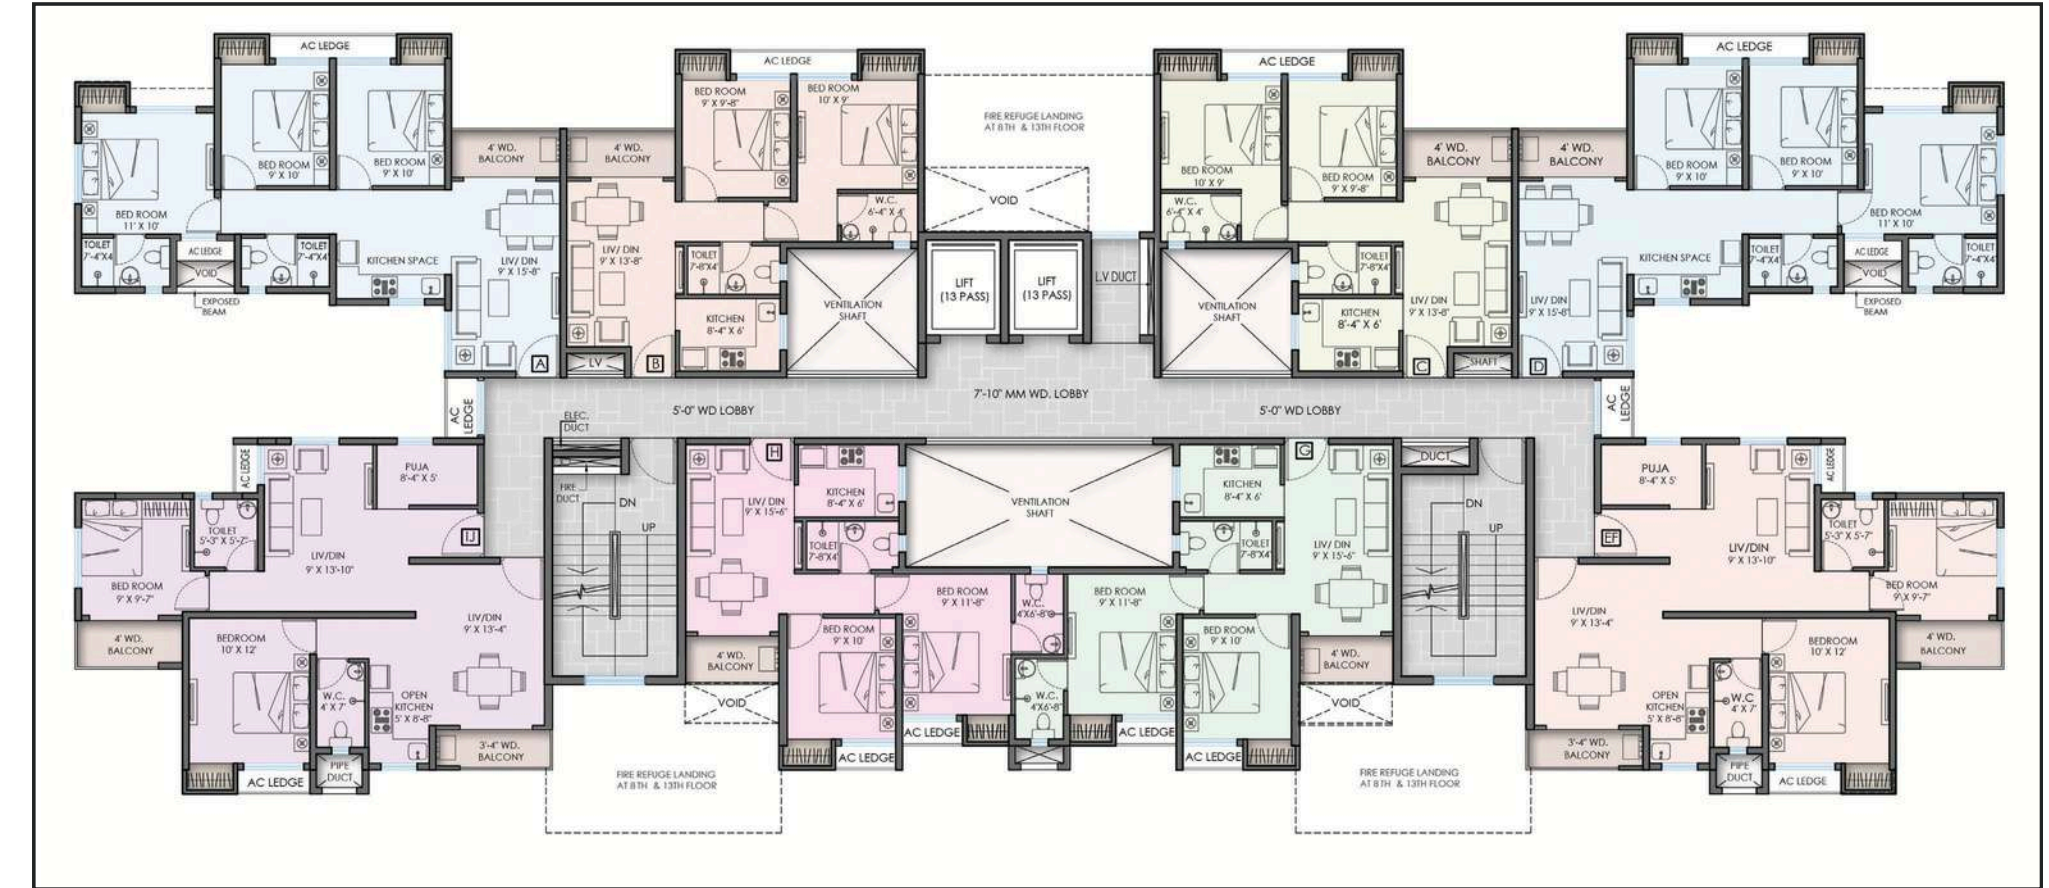 AC LEDGE
BED ROOM
9' X 10'
BED ROOM
9' X 10'
BED ROOM
11' X 10'
TOILET
7'-4"X4'
AC LEDGE
VOID
EXPOSED
BEAM
TOILET
7'-4"X4'
KITCHEN SPACE
4' WD.
BALCONY
LIV/ DIN
9' X 15'-8"
A
4' WD.
BALCONY
AC LEDGE
BED ROOM
9' X 9'-8"
BED ROOM
10' X 9'
W.C.
6'-4" X 4'
LIV/ DIN
9' X 13'-8"
TOILET
7'-8"X4'
KITCHEN
8'-4" X 6'
LV
B
VENTILATION
SHAFT
FIRE REFUGE LANDING
AT 8TH & 13TH FLOOR
VOID
LIFT
(13 PASS)
LIFT
(13 PASS)
L.V DUCT
AC LEDGE
BED ROOM
10' X 9'
BED ROOM
9' X 9'-8"
W.C.
6'-4" X 4'
VENTILATION
SHAFT
TOILET
7'-8"X4'
KITCHEN
8'-4" X 6'
LIV/ DIN
9' X 13'-8"
4' WD.
BALCONY
C
SHAFT
4' WD.
BALCONY
AC LEDGE
BED ROOM
9' X 10'
BED ROOM
9' X 10'
BED ROOM
11' X 10'
KITCHEN SPACE
LIV/ DIN
9' X 15'-8"
TOILET
7'-4"X4'
AC LEDGE
VOID
EXPOSED
BEAM
TOILET
7'-4"X4'
D
AC
LEDGE
5'-0" WD LOBBY
7'-10" MM WD. LOBBY
5'-0" WD LOBBY
AC
LEDGE
ELEC.
DUCT
FIRE
DUCT
DN
UP
AC LEDGE
PUJA
8'-4" X 5'
TOILET
5'-3" X 5'-7"
LIV/DIN
9' X 13'-10"
IJ
BED ROOM
9' X 9'-7"
4' WD.
BALCONY
BEDROOM
10' X 12'
LIV/DIN
9' X 13'-4"
W.C.
4' X 7'
OPEN
KITCHEN
5' X 8'-8"
3'-4" WD.
BALCONY
AC LEDGE
PIPE
DUCT
H
LIV/ DIN
9' X 15'-6"
KITCHEN
8'-4" X 6'
TOILET
7'-8"X4'
VENTILATION
SHAFT
BED ROOM
9' X 11'-8"
BED ROOM
9' X 10'
W.C.
4'X6'-8"
4' WD.
BALCONY
VOID
AC LEDGE
AC LEDGE
FIRE REFUGE LANDING
AT 8TH & 13TH FLOOR
G
KITCHEN
8'-4" X 6'
TOILET
7'-8"X4'
LIV/ DIN
9' X 15'-6"
BED ROOM
9' X 11'-8"
BED ROOM
9' X 10'
W.C.
4'X6'-8"
4' WD.
BALCONY
VOID
AC LEDGE
AC LEDGE
FIRE REFUGE LANDING
AT 8TH & 13TH FLOOR
DUCT
DN
UP
PUJA
8'-4" X 5'
EF
AC LEDGE
TOILET
5'-3" X 5'-7"
LIV/DIN
9' X 13'-10"
BED ROOM
9' X 9'-7"
LIV/DIN
9' X 13'-4"
BEDROOM
10' X 12'
4' WD.
BALCONY
OPEN
KITCHEN
5' X 8'-8"
W.C
4' X 7'
3'-4" WD.
BALCONY
PIPE
DUCT
AC LEDGE